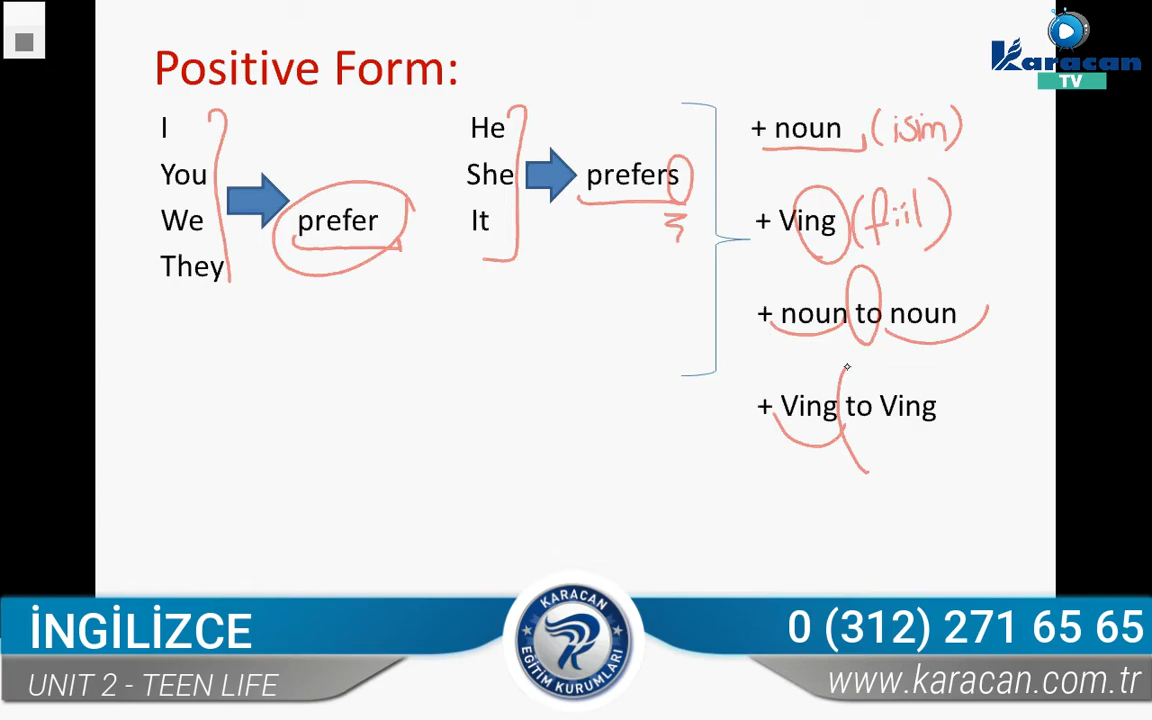 Karacan
TV
Positive Form:
I
You
We
They
prefer
He
She
It
prefers
+ noun (isim)
+ Ving (fiil)
+ noun to noun
+ Ving to Ving
İNGİLİZCE
UNIT 2 - TEEN LIFE
KARACAN
EĞİTİM KURUMLARI
0 (312) 271 65 65
www.karacan.com.tr